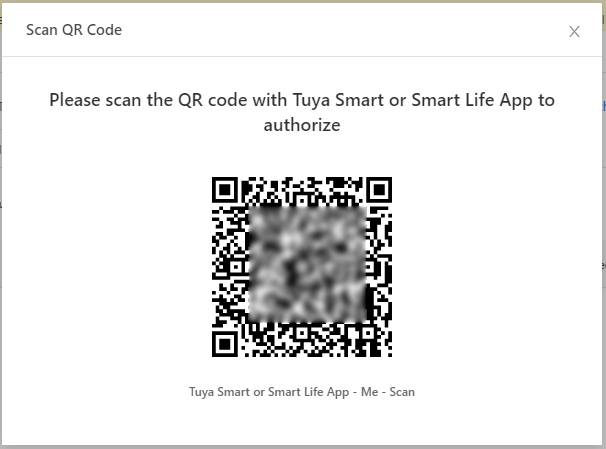 Scan QR Code
Please scan the QR code with Tuya Smart or Smart Life App to
authorize
Tuya Smart or Smart Life App - Me - Scan